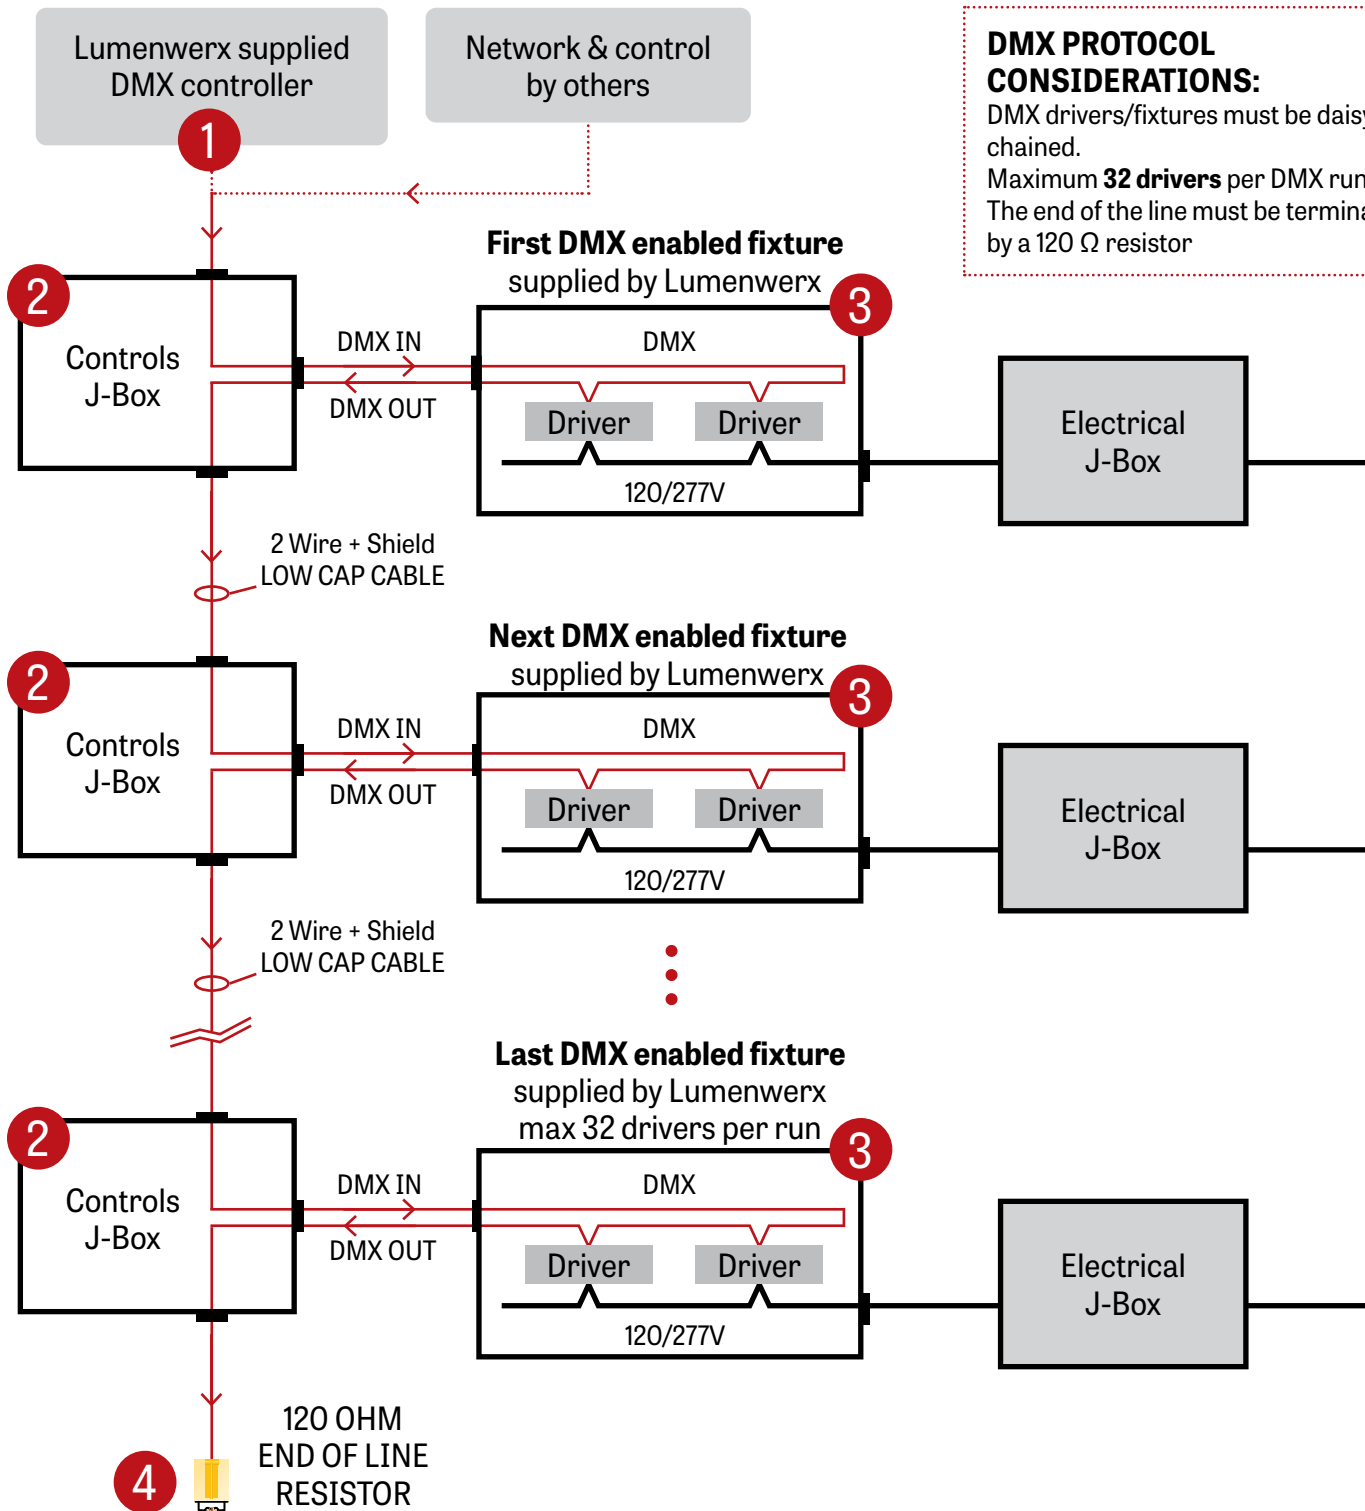 Lumenwerx supplied
DMX controller
1
Network & control
by others
DMX PROTOCOL
CONSIDERATIONS:
DMX drivers/fixtures must be daisy
chained.
Maximum 32 drivers per DMX run
The end of the line must be termina
by a 120 Ω resistor
First DMX enabled fixture
supplied by Lumenwerx
2
Controls
J-Box
DMX IN
DMX OUT
3
DMX
Driver
Driver
120/277V
Electrical
J-Box
2 Wire + Shield
LOW CAP CABLE
Next DMX enabled fixture
supplied by Lumenwerx
2
Controls
J-Box
DMX IN
DMX OUT
3
DMX
Driver
Driver
120/277V
Electrical
J-Box
2 Wire + Shield
LOW CAP CABLE
Last DMX enabled fixture
supplied by Lumenwerx
max 32 drivers per run
2
Controls
J-Box
DMX IN
DMX OUT
3
DMX
Driver
Driver
120/277V
Electrical
J-Box
4
120 OHM
END OF LINE
RESISTOR